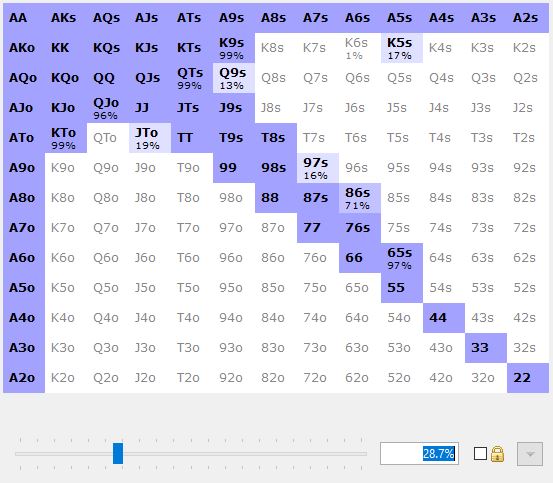 AA AKs AQs AJs ATs A9s A8s A7s A6s A5s A4s A3s A2s
AKo KK KQs KJs KTs K9s K8s K7s K6s K5s K4s K3s K2s
99% 1% 17%
AQo KQo QQ QJs QTs Q9s Q8s Q7s Q6s Q5s Q4s Q3s Q2s
99% 13%
AJo KJo QJo JJ JTs J9s J8s J7s J6s J5s J4s J3s J2s
96%
ATo KTo QTo JTo TT T9s T8s T7s T6s T5s T4s T3s T2s
99% 19%
A9o K9o Q9o J9o T9o 99 98s 97s 96s 95s 94s 93s 92s
16%
A8o K8o Q8o J8o T8o 98o 88 87s 86s 85s 84s 83s 82s
71%
A7o K7o Q7o J7o T7o 97o 87o 77 76s 75s 74s 73s 72s
A6o K6o Q6o J6o T6o 96o 86o 76o 66 65s 64s 63s 62s
97%
A5o K5o Q5o J5o T5o 95o 85o 75o 65o 55 54s 53s 52s
A4o K4o Q4o J4o T4o 94o 84o 74o 64o 54o 44 43s 42s
A3o K3o Q3o J3o T3o 93o 83o 73o 63o 53o 43o 33 32s
A2o K2o Q2o J2o T2o 92o 82o 72o 62o 52o 42o 32o 22
28.7%